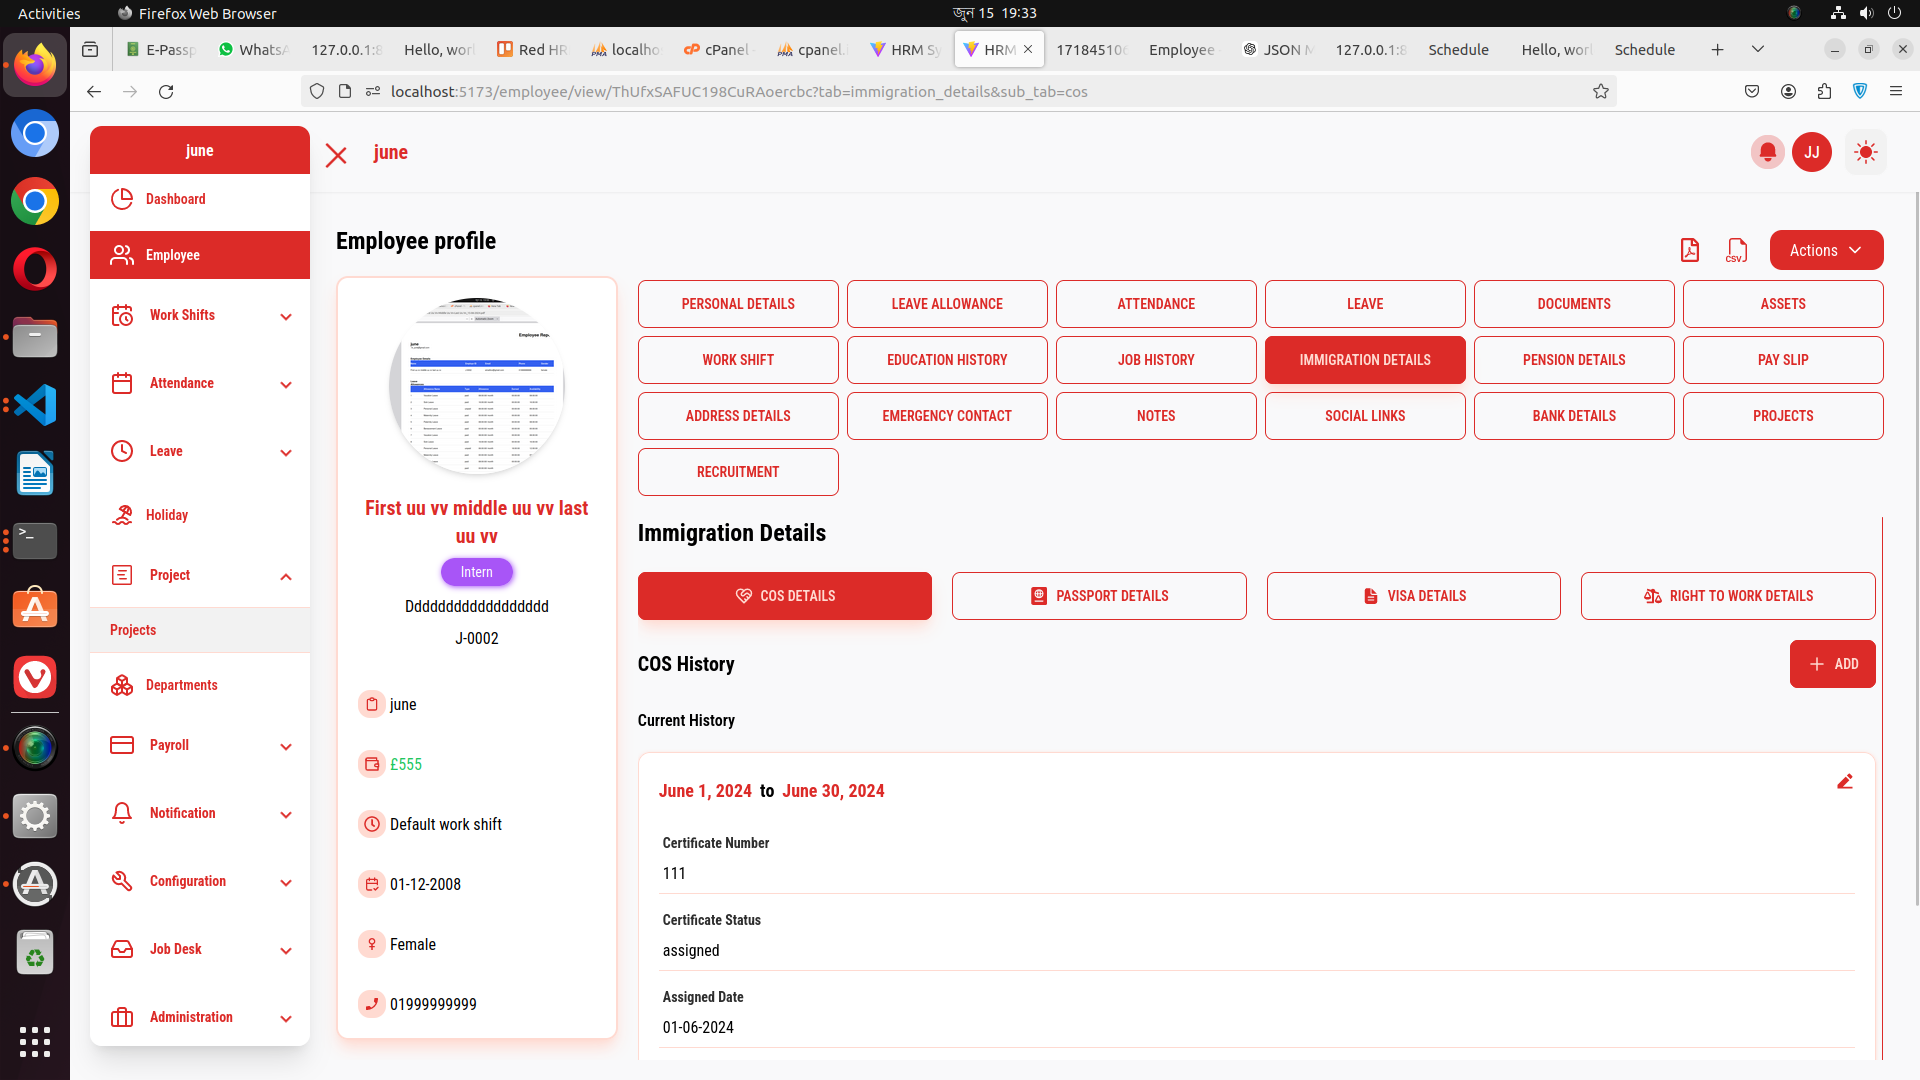 Activities
Firefox Web Browser
জুন 15 19:33
E-Passp
WhatsA
127.0.0.1:8
Hello, worl
Red HR
localho
cPanel
cpanel.
HRM Sy
HRM
171845106
Employee
JSON M
127.0.0.1:8
Schedule
Hello, worl
Schedule
localhost:5173/employee/view/ThUfxSAFUC198CuRAoercbc?tab=immigration_details&sub_tab=cos
june
june
JJ
Dashboard
Employee
Work Shifts
Attendance
Leave
Holiday
Project
Projects
Departments
Payroll
Notification
Configuration
Job Desk
Administration
Employee profile
CSV
Actions
Employee Rep.
june
First uu vv middle uu vv last
uu vv
Intern
Dddddddddddddddddd
J-0002
june
£555
Default work shift
01-12-2008
Female
01999999999
PERSONAL DETAILS
LEAVE ALLOWANCE
ATTENDANCE
LEAVE
DOCUMENTS
ASSETS
WORK SHIFT
EDUCATION HISTORY
JOB HISTORY
IMMIGRATION DETAILS
PENSION DETAILS
PAY SLIP
ADDRESS DETAILS
EMERGENCY CONTACT
NOTES
SOCIAL LINKS
BANK DETAILS
PROJECTS
RECRUITMENT
Immigration Details
COS DETAILS
PASSPORT DETAILS
VISA DETAILS
RIGHT TO WORK DETAILS
COS History
ADD
Current History
June 1, 2024 to June 30, 2024
Certificate Number
111
Certificate Status
assigned
Assigned Date
01-06-2024